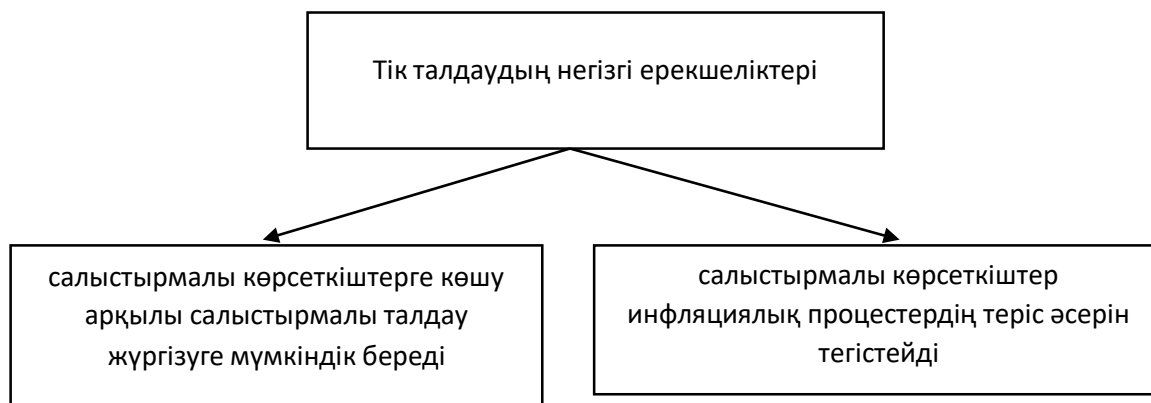 Тік талдаудың негізгі ерекшеліктері
салыстырмалы көрсеткіштерге көшу
арқылы салыстырмалы талдау
жүргізуге мүмкіндік береді
салыстырмалы көрсеткіштер
инфляциялық процестердің теріс әсерін
тегістейді